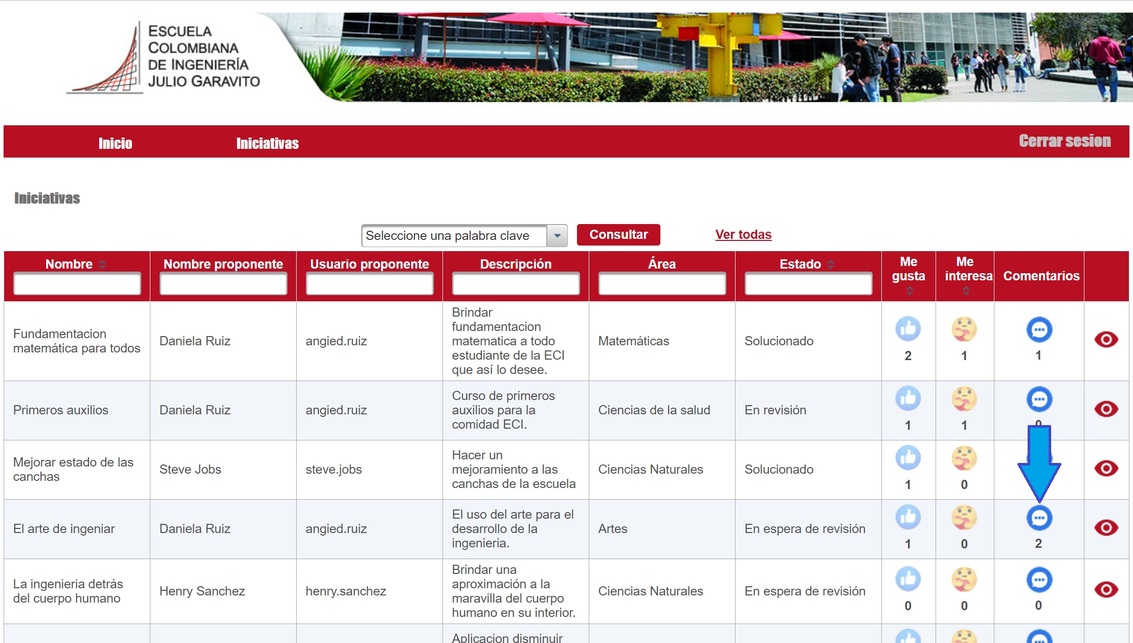 ESCUELA
COLOMBIANA
DE INGENIERÍA
JULIO GARAVITO
Inicio
Iniciativas
Cerrar sesion
Iniciativas
Seleccione una palabra clave
Consultar
Ver todas
Nombre
Nombre proponente
Usuario proponente
Descripción
Área
Estado
Me
gusta
Me
interesa
Comentarios
Fundamentacion
matemática para todos
Daniela Ruiz
angied.ruiz
Brindar
fundamentacion
matematica a todo
estudiante de la ECI
que así lo desee.
Matemáticas
Solucionado
2
1
1
Primeros auxilios
Daniela Ruiz
angied.ruiz
Curso de primeros
auxilios para la
comidad ECI.
Ciencias de la salud
En revisión
1
1
0
Mejorar estado de las
canchas
Steve Jobs
steve.jobs
Hacer un
mejoramiento a las
canchas de la escuela
Ciencias Naturales
Solucionado
1
0
El arte de ingeniar
Daniela Ruiz
angied.ruiz
El uso del arte para el
desarrollo de la
ingenieria.
Artes
En espera de revisión
1
0
2
La ingenieria detrás
del cuerpo humano
Henry Sanchez
henry.sanchez
Brindar una
aproximación a la
maravilla del cuerpo
humano en su interior.
Ciencias Naturales
En espera de revisión
0
0
0
Aplicacion disminuir